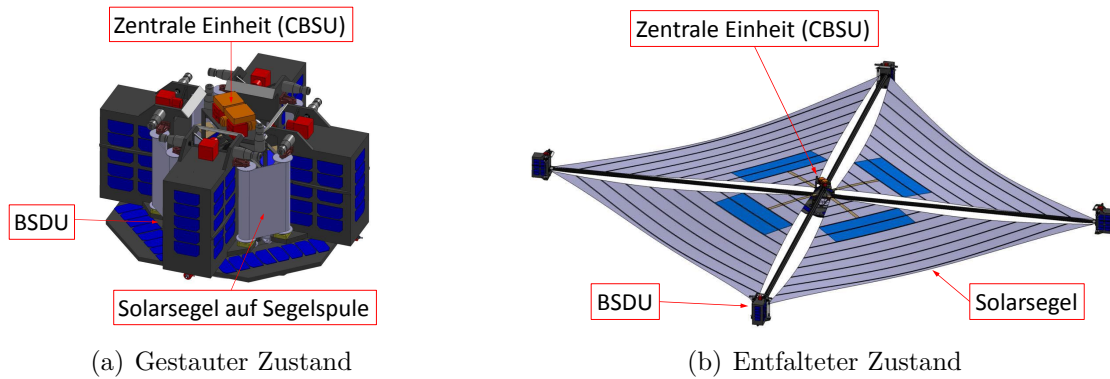 Zentrale Einheit (CBSU)
BSDU
Solarsegel auf Segelspule
(a) Gestauter Zustand
Zentrale Einheit (CBSU)
BSDU
Solarsegel
(b) Entfalteter Zustand